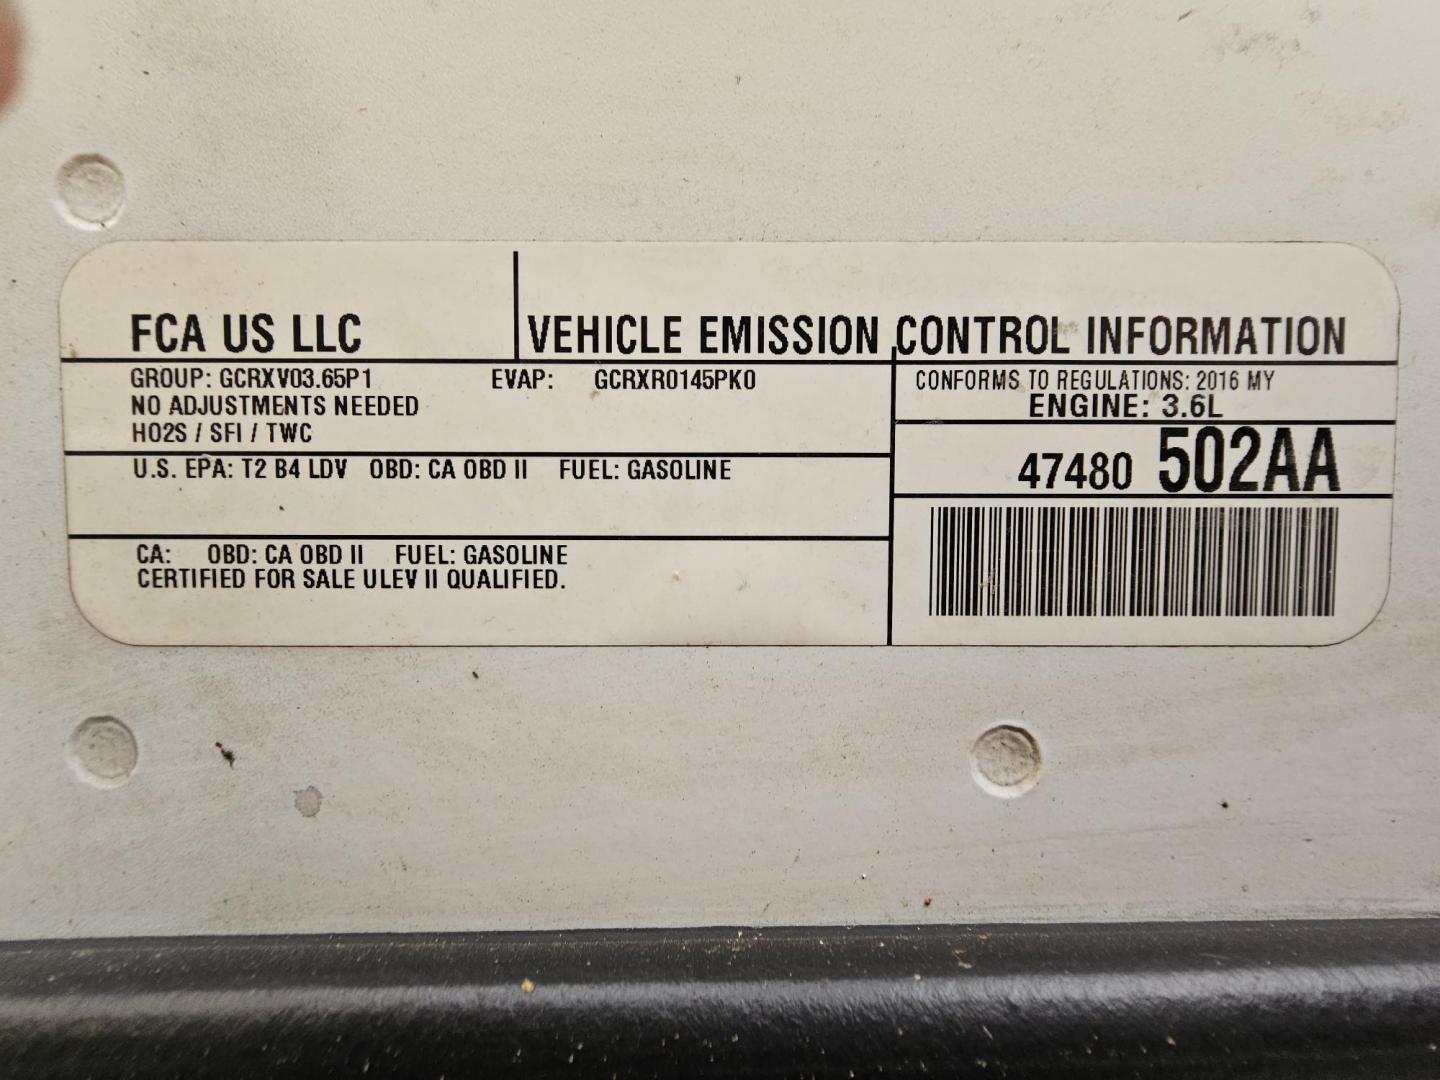 FCA US LLC
VEHICLE EMISSION CONTROL INFORMATION
GROUP: GCRXV03.65P1 EVAP: GCRXR0145PK0
NO ADJUSTMENTS NEEDED
HO2S / SFI / TWC
CONFORMS TO REGULATIONS: 2016 MY
ENGINE: 3.6L
47480 502AA
U.S. EPA: T2 B4 LDV OBD: CA OBD II FUEL: GASOLINE
CA: OBD: CA OBD II FUEL: GASOLINE
CERTIFIED FOR SALE ULEV II QUALIFIED.